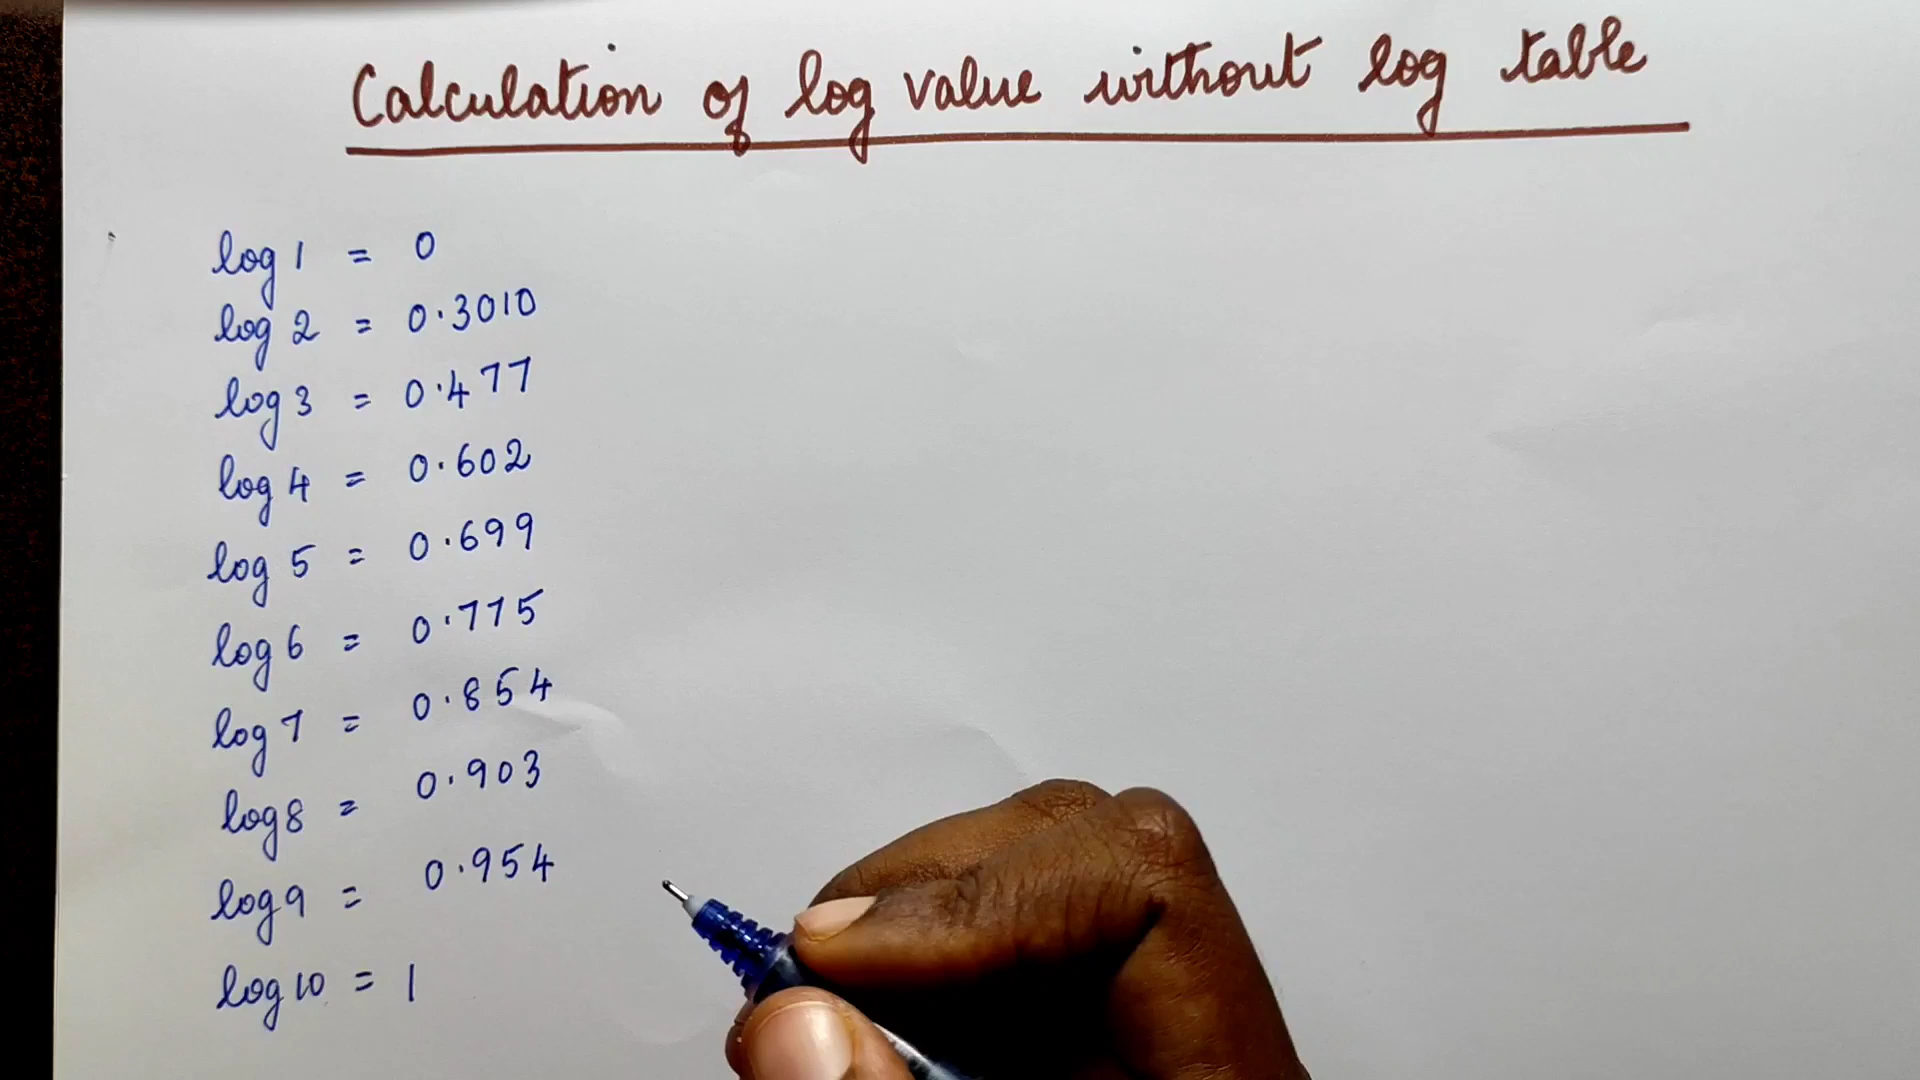 Calculation of log value without log table
log 1 = 0
log 2 = 0.3010
log 3 = 0.477
log 4 = 0.602
log 5 = 0.699
log 6 = 0.775
log 7 = 0.854
log 8 = 0.903
log 9 = 0.954
log 10 = 1